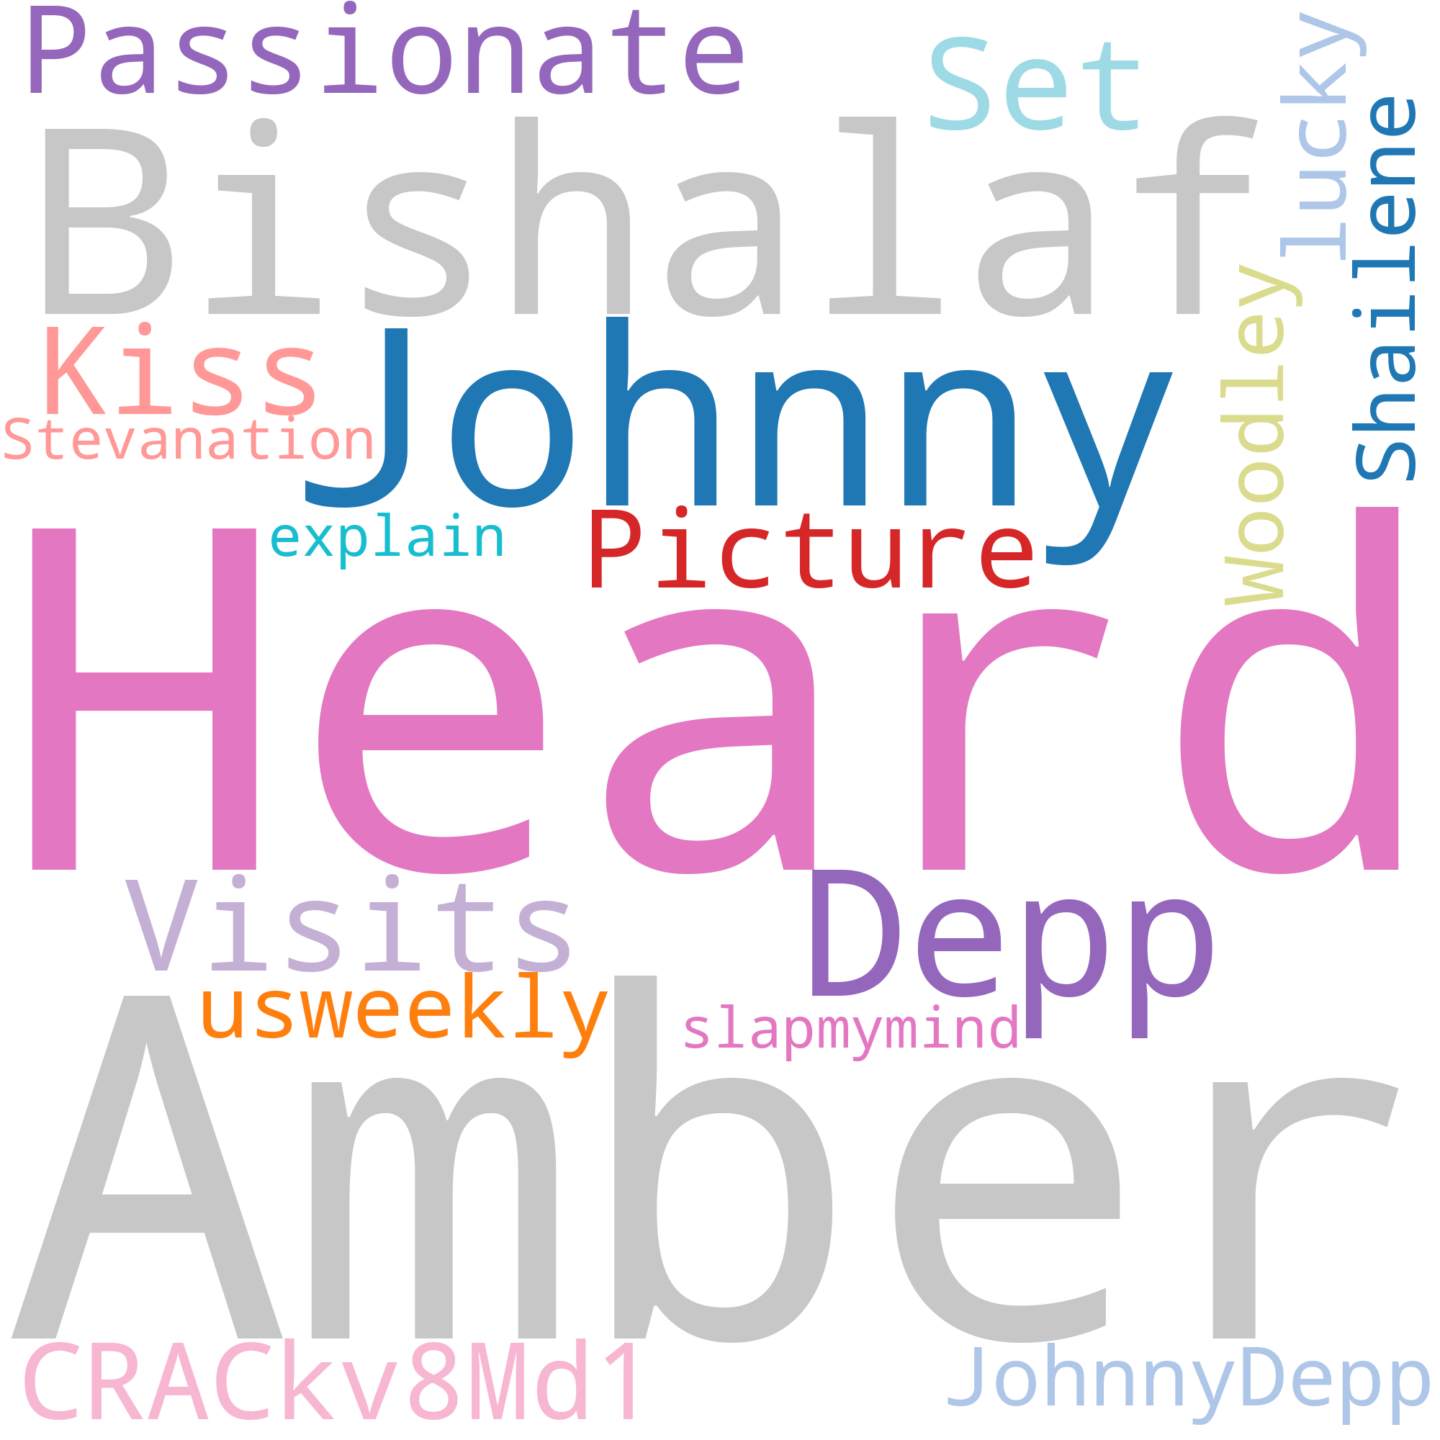 Passionate
Set
lucky
Shailene
Bishalaf
Woodley
Kiss
Johnny
Stevanation
explain
Picture
Heard
Visits
Depp
usweekly
slapmymind
Amber
CRACkv8Md1
JohnnyDepp